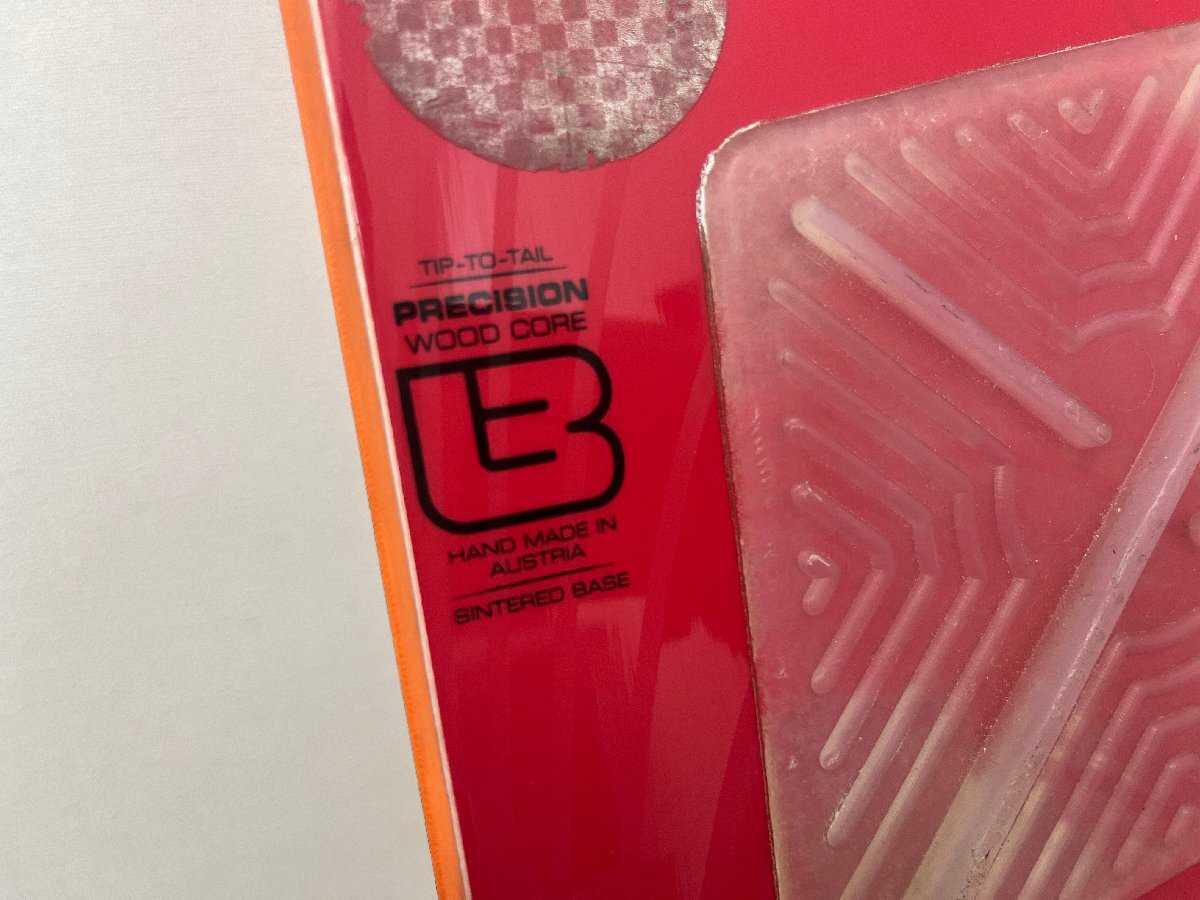 TIP-TO-TAIL
PRECISION
WOOD CORE
HAND MADE IN
AUSTRIA
SINTERED BASE